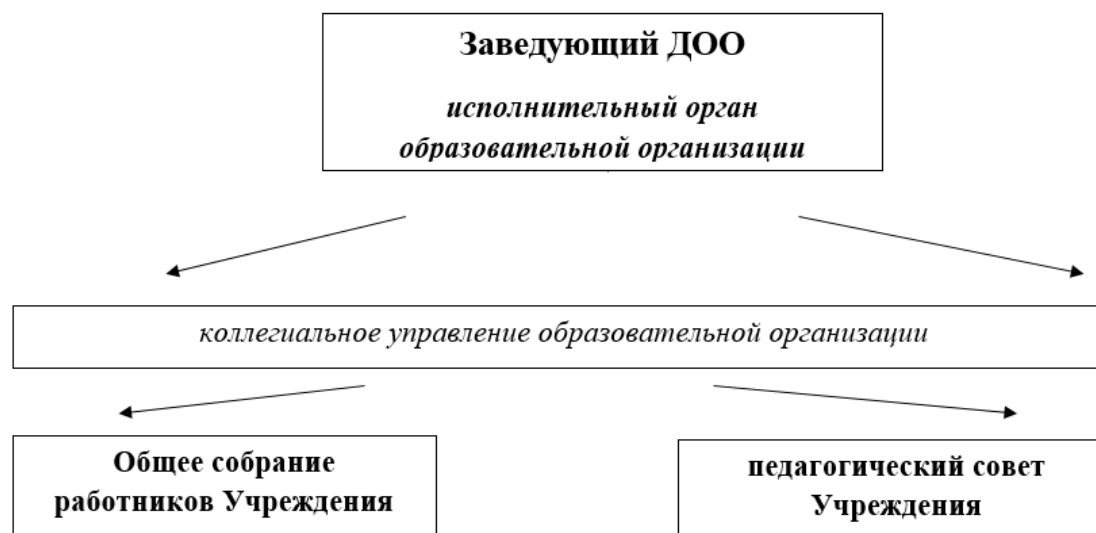 Заведующий ДОО
исполнительный орган
образовательной организации
коллегиальное управление образовательной организации
Общее собрание
работников Учреждения
педагогический совет
Учреждения